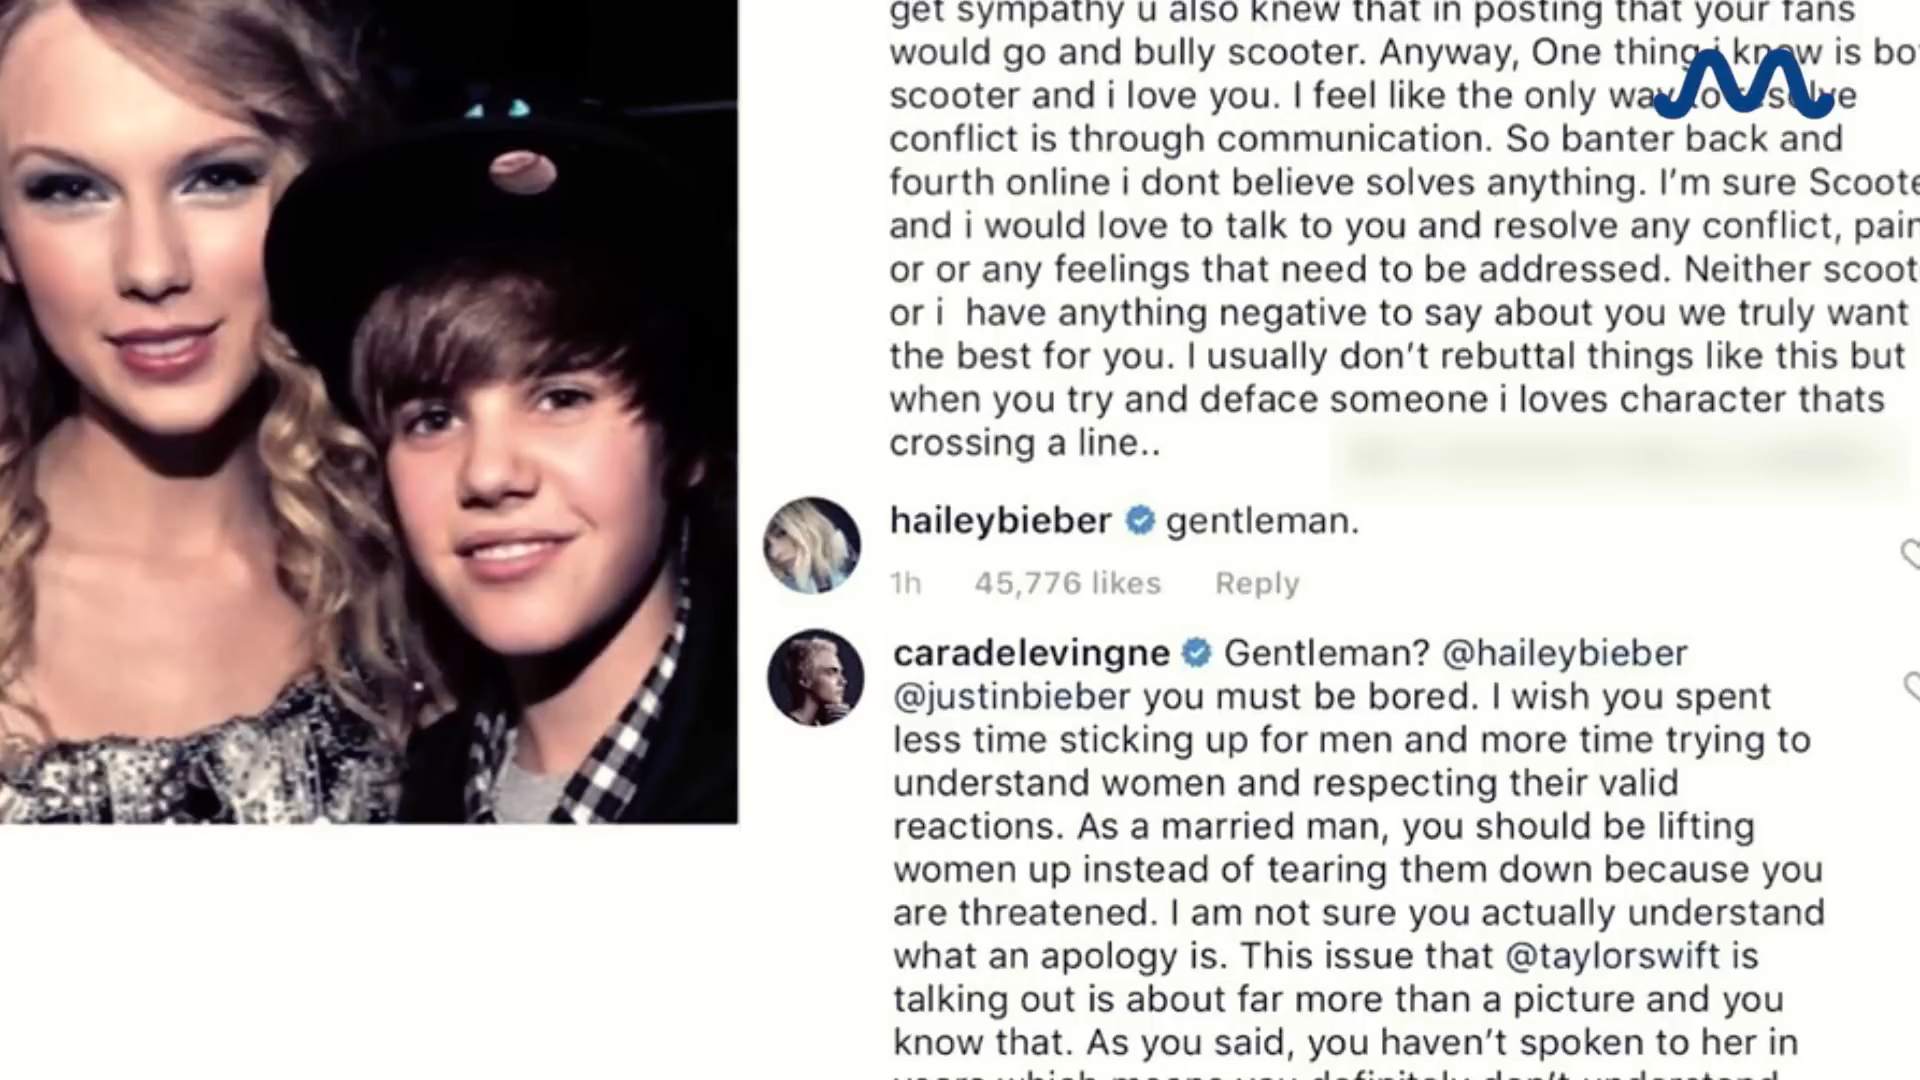 get sympathy u also knew that in posting that your fans
would go and bully scooter. Anyway, One thing i know is bo
scooter and i love you. I feel like the only way to resolve
conflict is through communication. So banter back and
fourth online i dont believe solves anything. I'm sure Scoote
and i would love to talk to you and resolve any conflict, pain
or or any feelings that need to be addressed. Neither scoot
or i have anything negative to say about you we truly want
the best for you. I usually don't rebuttal things like this but
when you try and deface someone i loves character thats
crossing a line..
haileybieber gentleman.
1h 45,776 likes Reply
caradelevingne Gentleman? @haileybieber
@justinbieber you must be bored. I wish you spent
less time sticking up for men and more time trying to
understand women and respecting their valid
reactions. As a married man, you should be lifting
women up instead of tearing them down because you
are threatened. I am not sure you actually understand
what an apology is. This issue that @taylorswift is
talking out is about far more than a picture and you
know that. As you said, you haven't spoken to her in
years which means you definitely don't understand